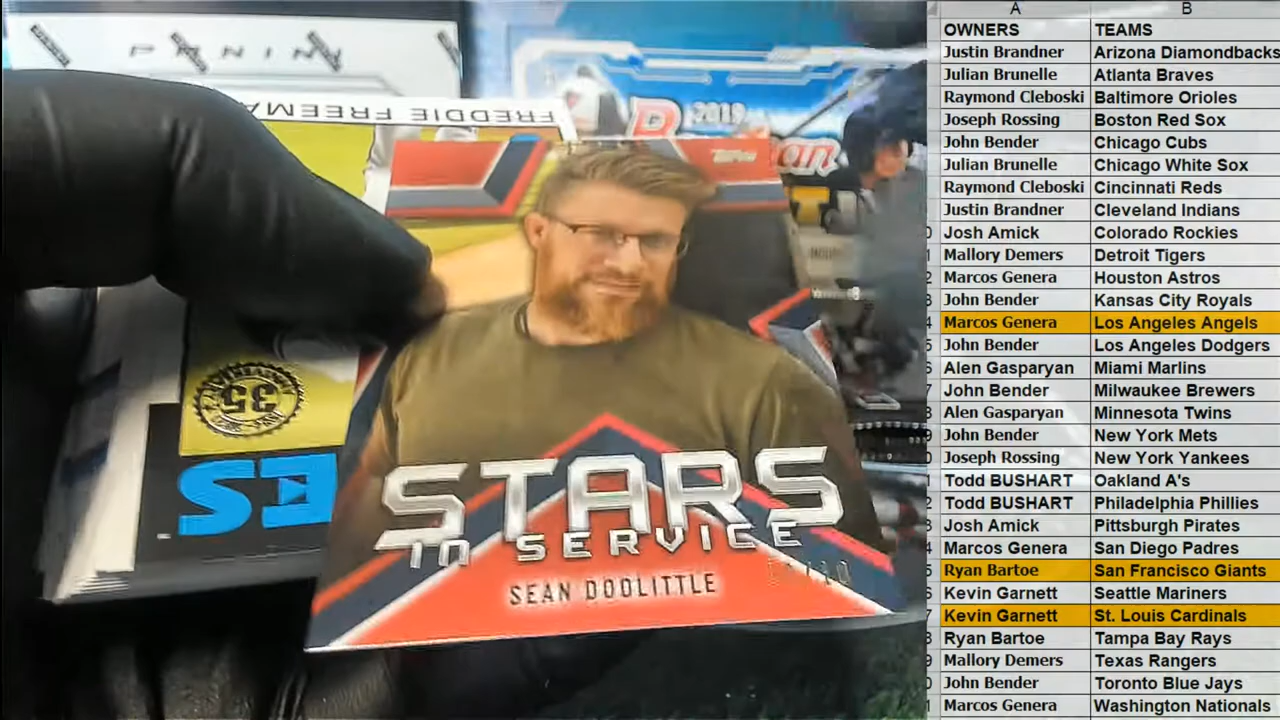 PANINI
FREDDIE FREEMA
2019
topps
35
ES
STARS
IN SERVICE
SEAN DOOLITTLE
A B
OWNERS TEAMS
Justin Brandner Arizona Diamondbacks
Julian Brunelle Atlanta Braves
Raymond Cleboski Baltimore Orioles
Joseph Rossing Boston Red Sox
John Bender Chicago Cubs
Julian Brunelle Chicago White Sox
Raymond Cleboski Cincinnati Reds
Justin Brandner Cleveland Indians
Josh Amick Colorado Rockies
Mallory Demers Detroit Tigers
Marcos Genera Houston Astros
John Bender Kansas City Royals
Marcos Genera Los Angeles Angels
John Bender Los Angeles Dodgers
Alen Gasparyan Miami Marlins
John Bender Milwaukee Brewers
Alen Gasparyan Minnesota Twins
John Bender New York Mets
Joseph Rossing New York Yankees
Todd BUSHART Oakland A's
Todd BUSHART Philadelphia Phillies
Josh Amick Pittsburgh Pirates
Marcos Genera San Diego Padres
Ryan Bartoe San Francisco Giants
Kevin Garnett Seattle Mariners
Kevin Garnett St. Louis Cardinals
Ryan Bartoe Tampa Bay Rays
Mallory Demers Texas Rangers
John Bender Toronto Blue Jays
Marcos Genera Washington Nationals